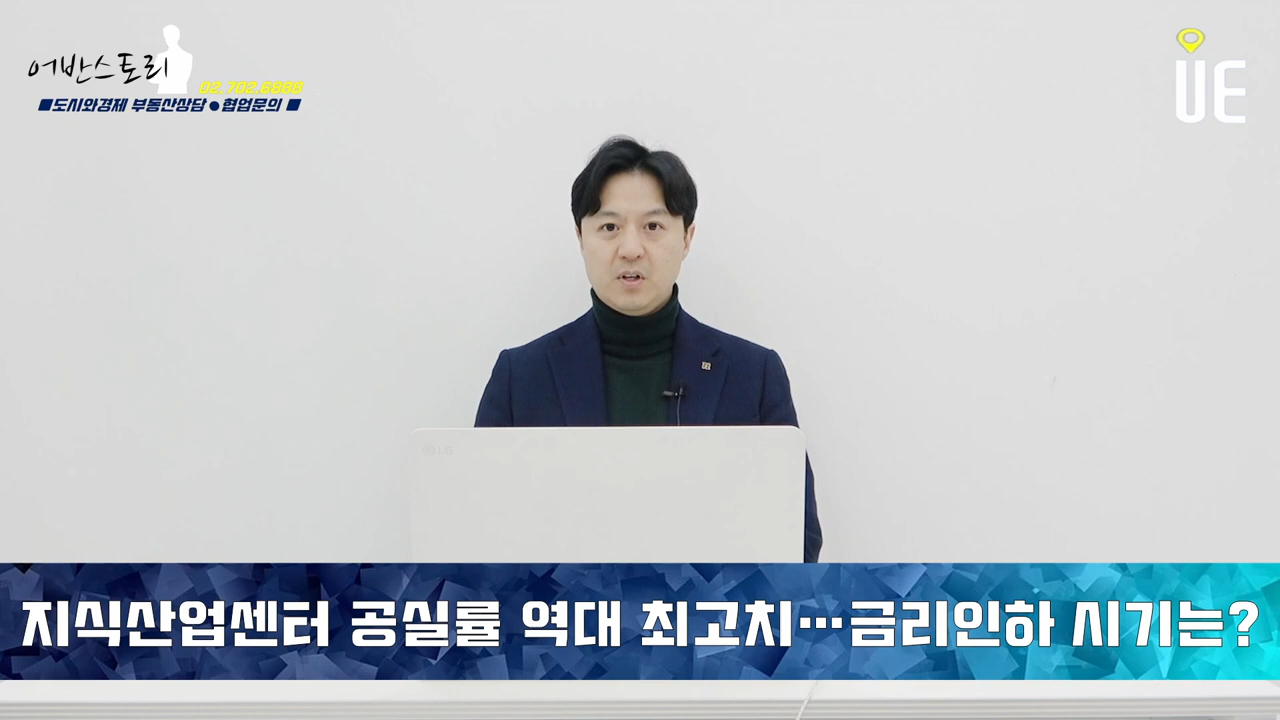 어반스토리
02.702.6888
■도시와경제 부동산상담●협업문의 ■
UE
LG
지식산업센터 공실률 역대 최고치…금리인하 시기는?